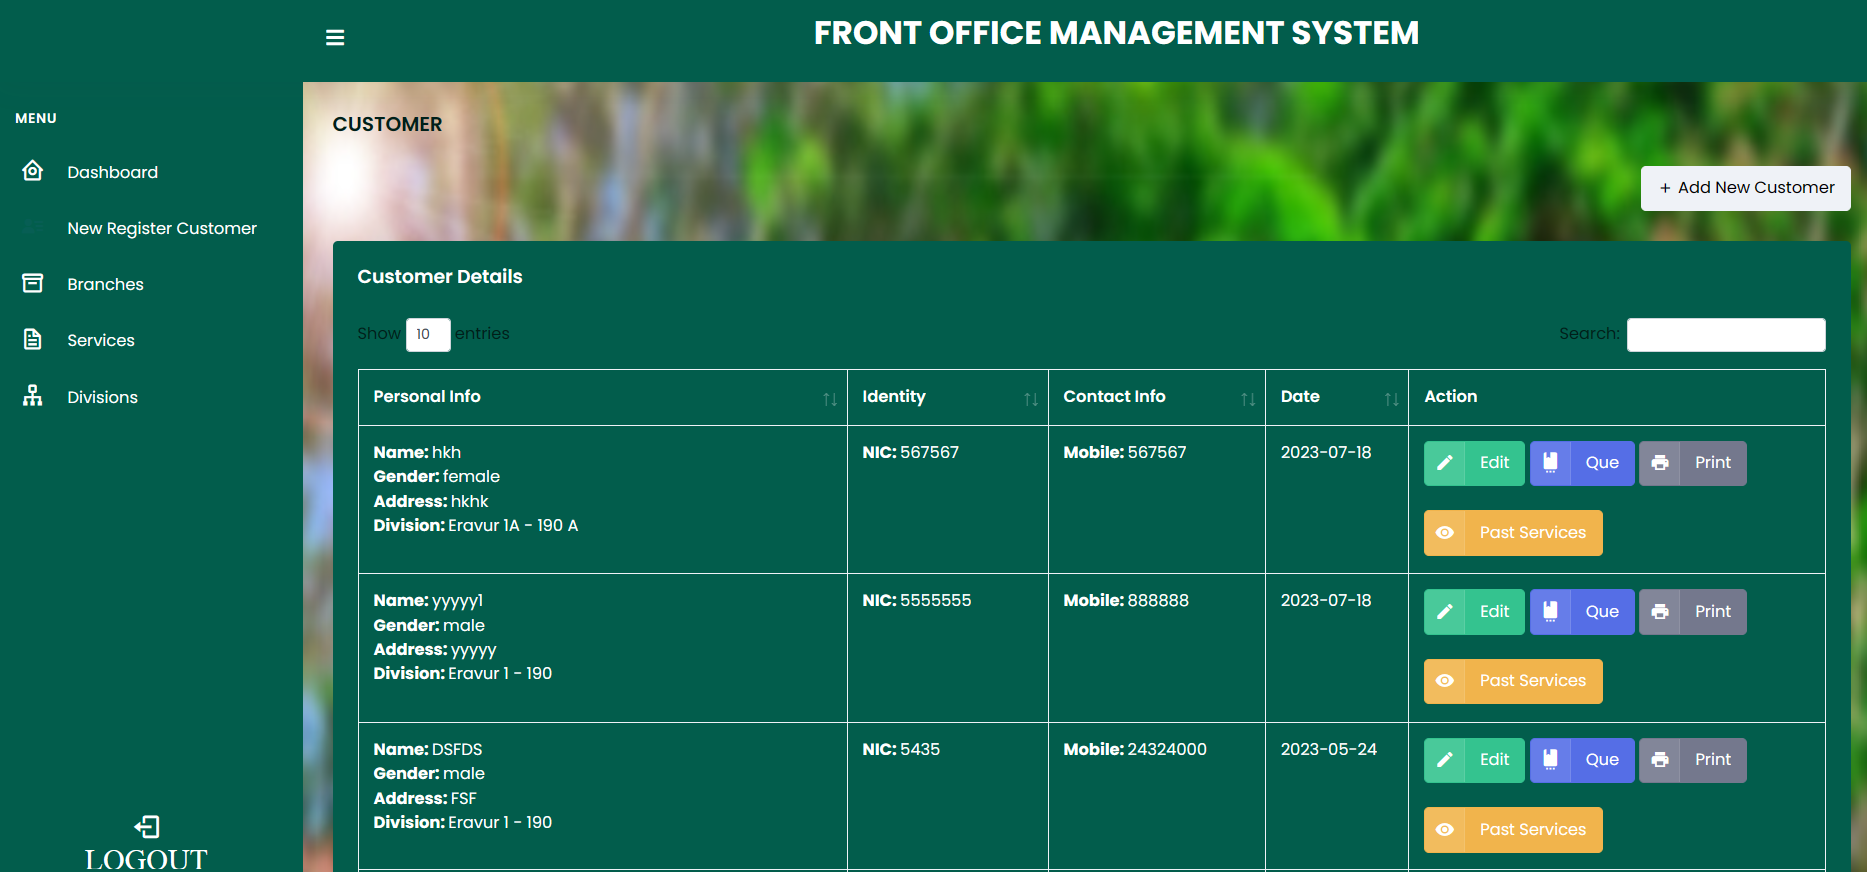 FRONT OFFICE MANAGEMENT SYSTEM
MENU
Dashboard
New Register Customer
Branches
Services
Divisions
LOGOUT
CUSTOMER
+ Add New Customer
Customer Details
Show 10 entries
Search:
Personal Info Identity Contact Info Date Action
Name: hkh NIC: 567567 Mobile: 567567 2023-07-18 Edit Que Print
Gender: female
Address: hkhk
Division: Eravur 1A - 190 A
Past Services
Name: yyyyy1 NIC: 5555555 Mobile: 888888 2023-07-18 Edit Que Print
Gender: male
Address: yyyyy
Division: Eravur 1 - 190
Past Services
Name: DSFDS NIC: 5435 Mobile: 24324000 2023-05-24 Edit Que Print
Gender: male
Address: FSF
Division: Eravur 1 - 190
Past Services